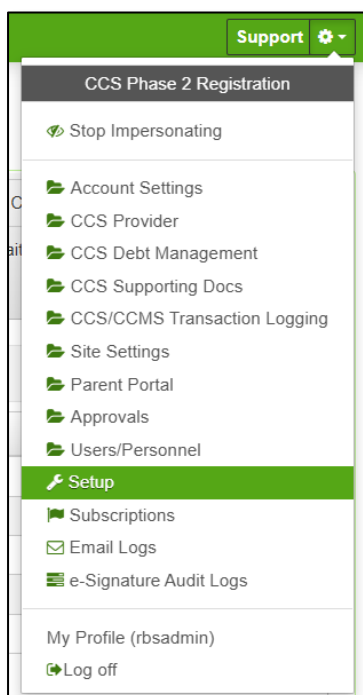 Support
CCS Phase 2 Registration
Stop Impersonating
Account Settings
CCS Provider
CCS Debt Management
CCS Supporting Docs
CCS/CCMS Transaction Logging
Site Settings
Parent Portal
Approvals
Users/Personnel
Setup
Subscriptions
Email Logs
e-Signature Audit Logs
My Profile (rbsadmin)
Log off